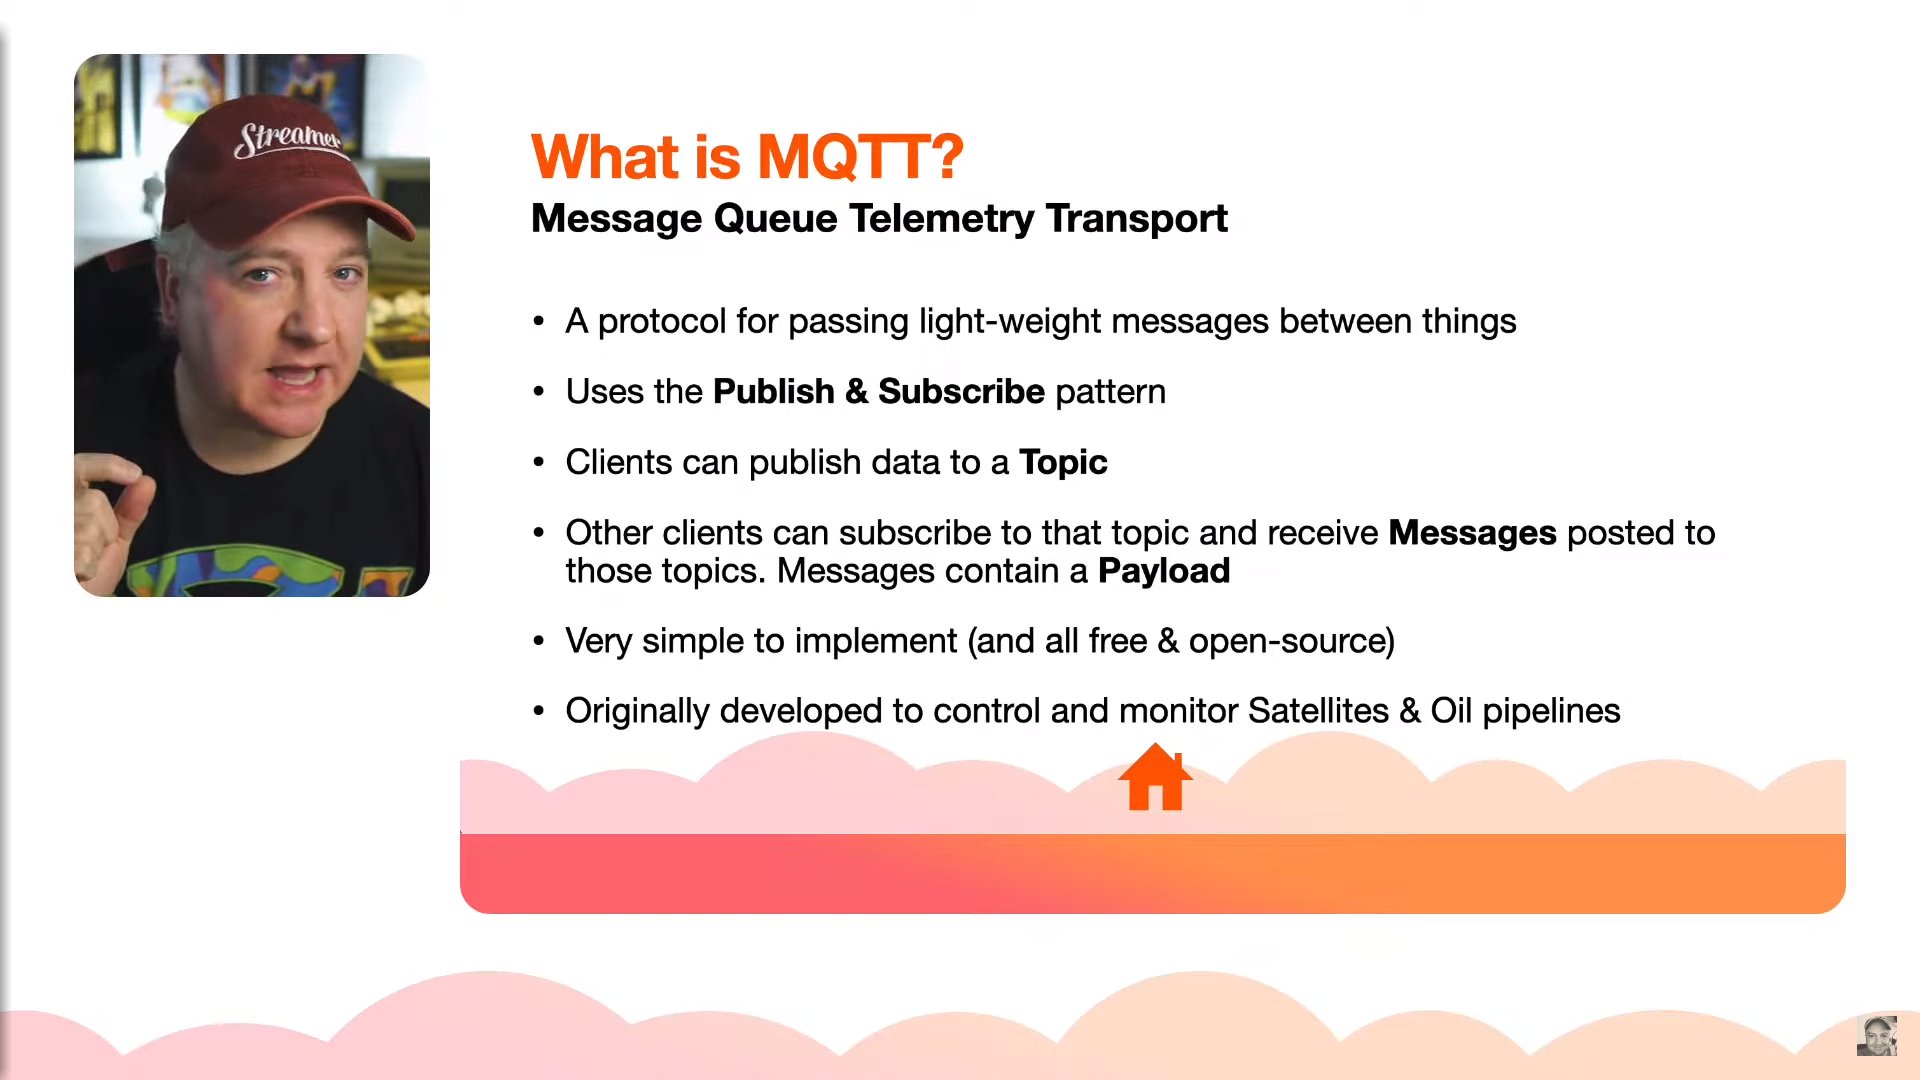 Streamer
What is MQTT?
Message Queue Telemetry Transport
• A protocol for passing light-weight messages between things
• Uses the Publish & Subscribe pattern
• Clients can publish data to a Topic
• Other clients can subscribe to that topic and receive Messages posted to
those topics. Messages contain a Payload
• Very simple to implement (and all free & open-source)
• Originally developed to control and monitor Satellites & Oil pipelines